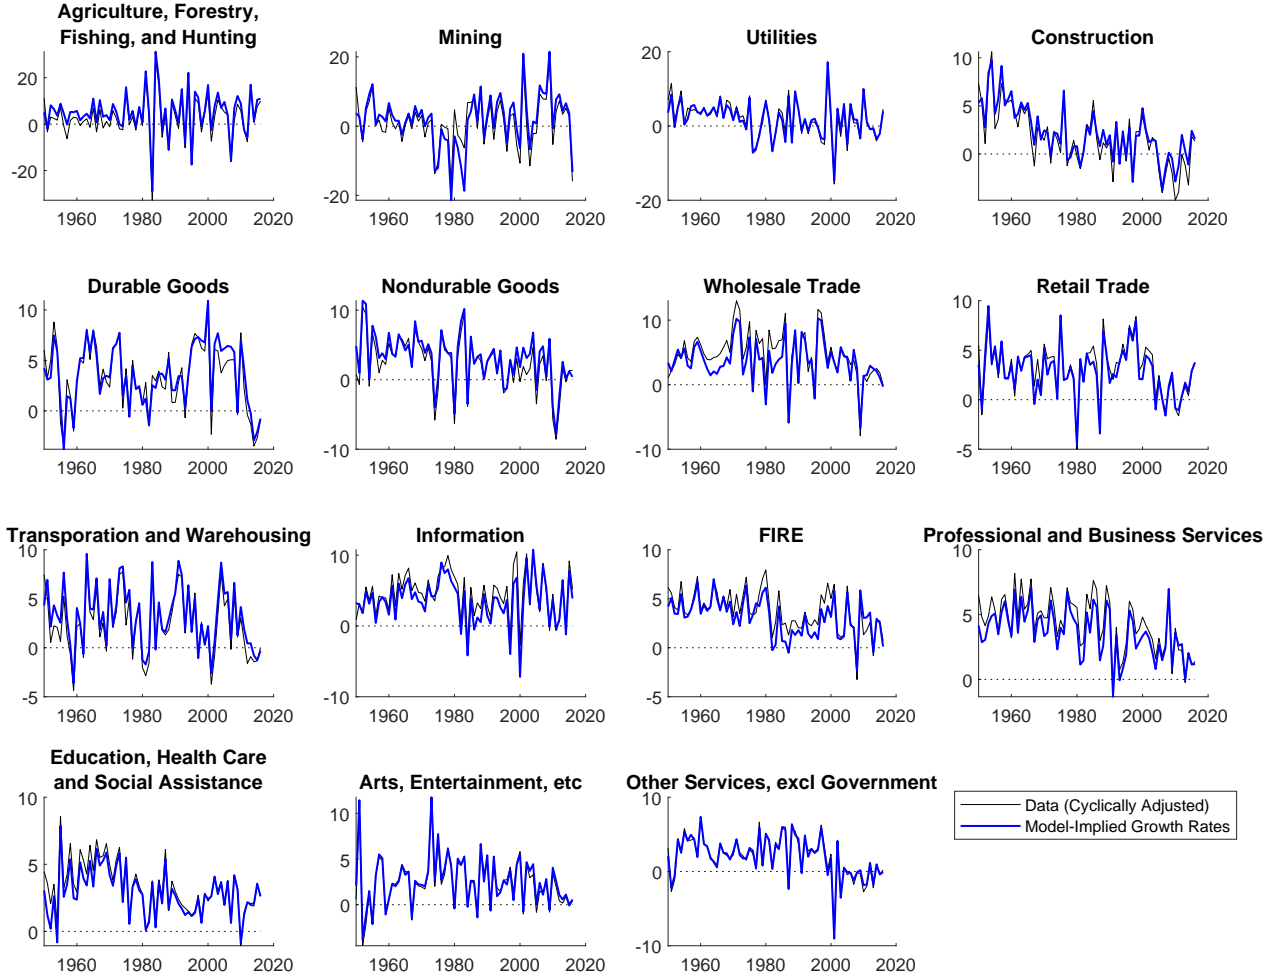 Agriculture, Forestry,
Fishing, and Hunting
20
0
-20
1960 1980 2000 2020
Mining
20
0
-20
1960 1980 2000 2020
Utilities
20
0
-20
1960 1980 2000 2020
Construction
10
5
0
1960 1980 2000 2020
Durable Goods
10
5
0
1960 1980 2000 2020
Nondurable Goods
10
0
-10
1960 1980 2000 2020
Wholesale Trade
10
0
-10
1960 1980 2000 2020
Retail Trade
10
5
0
-5
1960 1980 2000 2020
Transporation and Warehousing
10
5
0
-5
1960 1980 2000 2020
Information
10
0
-10
1960 1980 2000 2020
FIRE
10
5
0
-5
1960 1980 2000 2020
Professional and Business Services
10
5
0
1960 1980 2000 2020
Education, Health Care
and Social Assistance
10
5
0
1960 1980 2000 2020
Arts, Entertainment, etc
10
5
0
1960 1980 2000 2020
Other Services, excl Government
10
0
-10
1960 1980 2000 2020
Data (Cyclically Adjusted)
Model-Implied Growth Rates